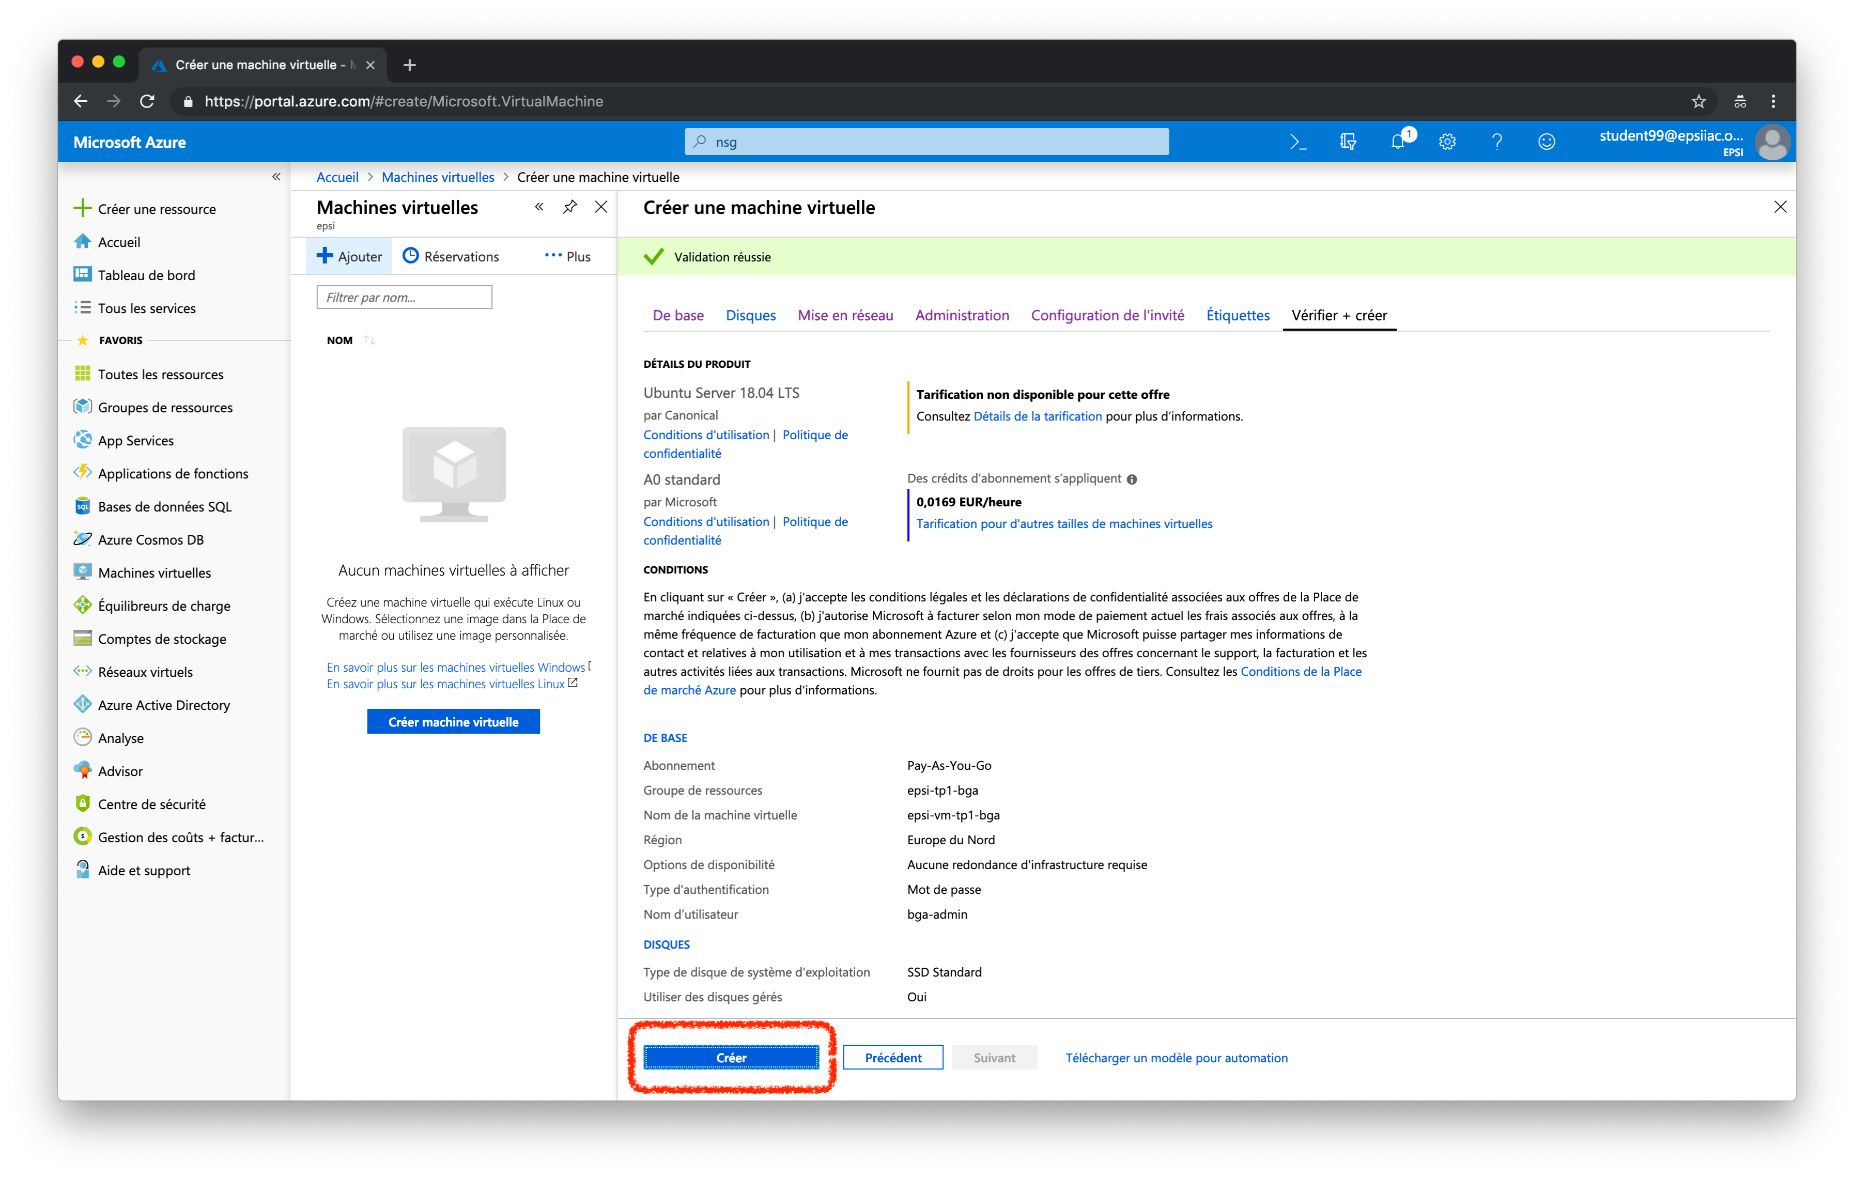 Créer une machine virtuelle - M
https://portal.azure.com/#create/Microsoft.VirtualMachine
Microsoft Azure
nsg
1
student99@epsiiac.o...
EPSI
Créer une ressource
Accueil
Tableau de bord
Tous les services
FAVORIS
Toutes les ressources
Groupes de ressources
App Services
Applications de fonctions
Bases de données SQL
Azure Cosmos DB
Machines virtuelles
Équilibreurs de charge
Comptes de stockage
Réseaux virtuels
Azure Active Directory
Analyse
Advisor
Centre de sécurité
Gestion des coûts + factur...
Aide et support
Accueil > Machines virtuelles > Créer une machine virtuelle
Machines virtuelles
epsi
Ajouter
Réservations
Plus
Filtrer par nom...
NOM
Aucun machines virtuelles à afficher
Créez une machine virtuelle qui exécute Linux ou
Windows. Sélectionnez une image dans la Place de
marché ou utilisez une image personnalisée.
En savoir plus sur les machines virtuelles Windows
En savoir plus sur les machines virtuelles Linux
Créer machine virtuelle
Créer une machine virtuelle
Validation réussie
De base
Disques
Mise en réseau
Administration
Configuration de l'invité
Étiquettes
Vérifier + créer
DÉTAILS DU PRODUIT
Ubuntu Server 18.04 LTS
par Canonical
Conditions d'utilisation | Politique de
confidentialité
Tarification non disponible pour cette offre
Consultez Détails de la tarification pour plus d'informations.
A0 standard
par Microsoft
Conditions d'utilisation | Politique de
confidentialité
Des crédits d'abonnement s'appliquent
0,0169 EUR/heure
Tarification pour d'autres tailles de machines virtuelles
CONDITIONS
En cliquant sur « Créer », (a) j'accepte les conditions légales et les déclarations de confidentialité associées aux offres de la Place de
marché indiquées ci-dessus, (b) j'autorise Microsoft à facturer selon mon mode de paiement actuel les frais associés aux offres, à la
même fréquence de facturation que mon abonnement Azure et (c) j'accepte que Microsoft puisse partager mes informations de
contact et relatives à mon utilisation et à mes transactions avec les fournisseurs des offres concernant le support, la facturation et les
autres activités liées aux transactions. Microsoft ne fournit pas de droits pour les offres de tiers. Consultez les Conditions de la Place
de marché Azure pour plus d'informations.
DE BASE
Abonnement Pay-As-You-Go
Groupe de ressources epsi-tp1-bga
Nom de la machine virtuelle epsi-vm-tp1-bga
Région Europe du Nord
Options de disponibilité Aucune redondance d'infrastructure requise
Type d'authentification Mot de passe
Nom d'utilisateur bga-admin
DISQUES
Type de disque de système d'exploitation SSD Standard
Utiliser des disques gérés Oui
Créer
Précédent
Suivant
Télécharger un modèle pour automation